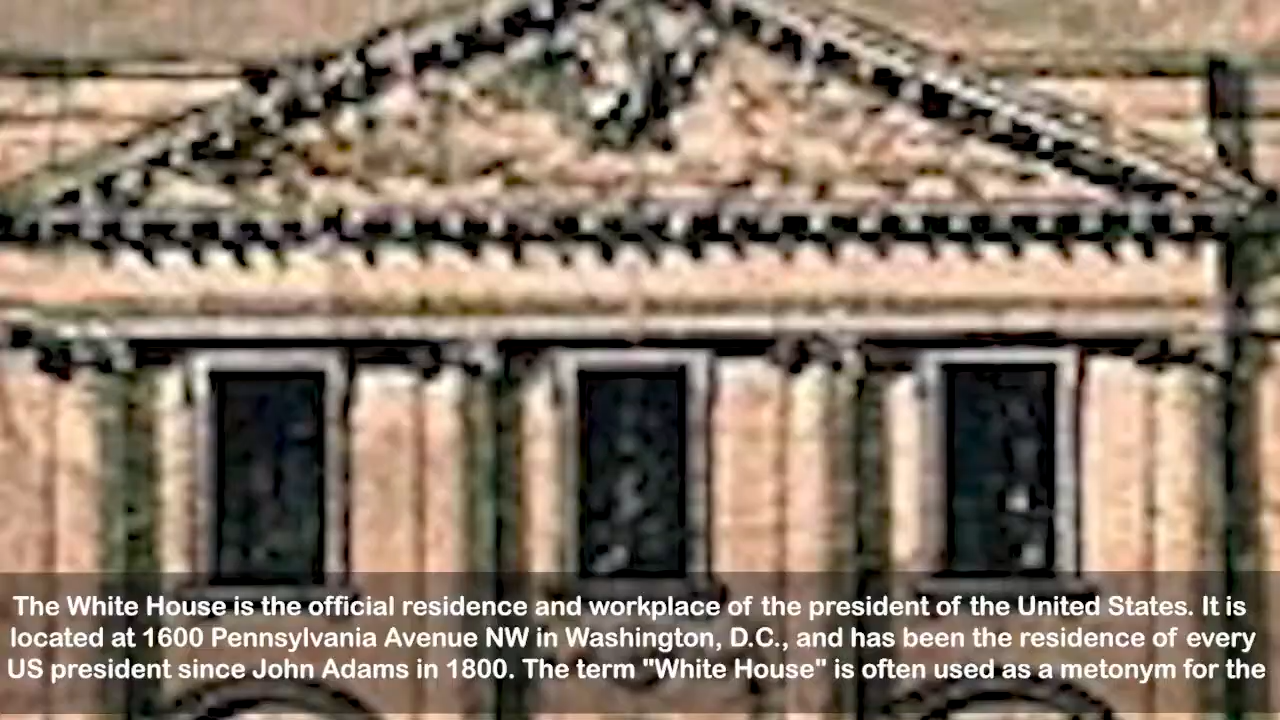 The White House is the official residence and workplace of the president of the United States. It is
located at 1600 Pennsylvania Avenue NW in Washington, D.C., and has been the residence of every
US president since John Adams in 1800. The term "White House" is often used as a metonym for the